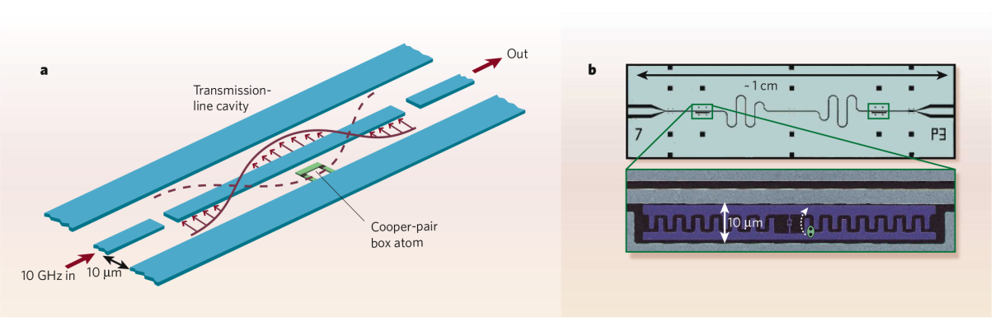 a
Transmission-
line cavity
Out
Cooper-pair
box atom
10 GHz in
10 µm
b
~ 1 cm
7
P3
10 µm